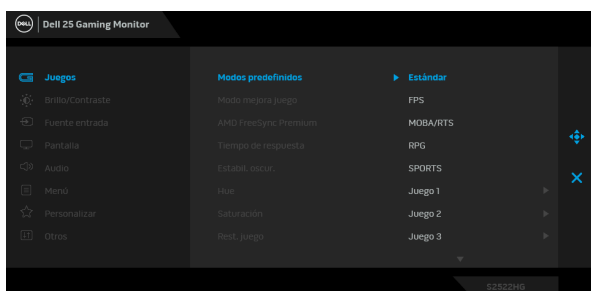 DELL Dell 25 Gaming Monitor
Juegos Modos predefinidos Estándar
Brillo/Contraste Modo mejora juego FPS
Fuente entrada AMD FreeSync Premium MOBA/RTS
Pantalla Tiempo de respuesta RPG
Audio Estabil. oscur. SPORTS
Menú Hue Juego 1
Personalizar Saturación Juego 2
Otros Rest. juego Juego 3
S2522HG